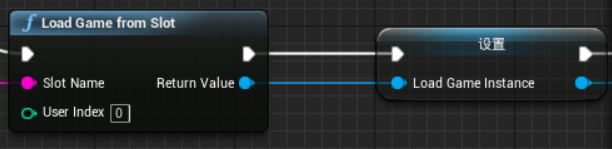 Load Game from Slot
设置
Slot Name
Return Value
Load Game Instance
User Index 0